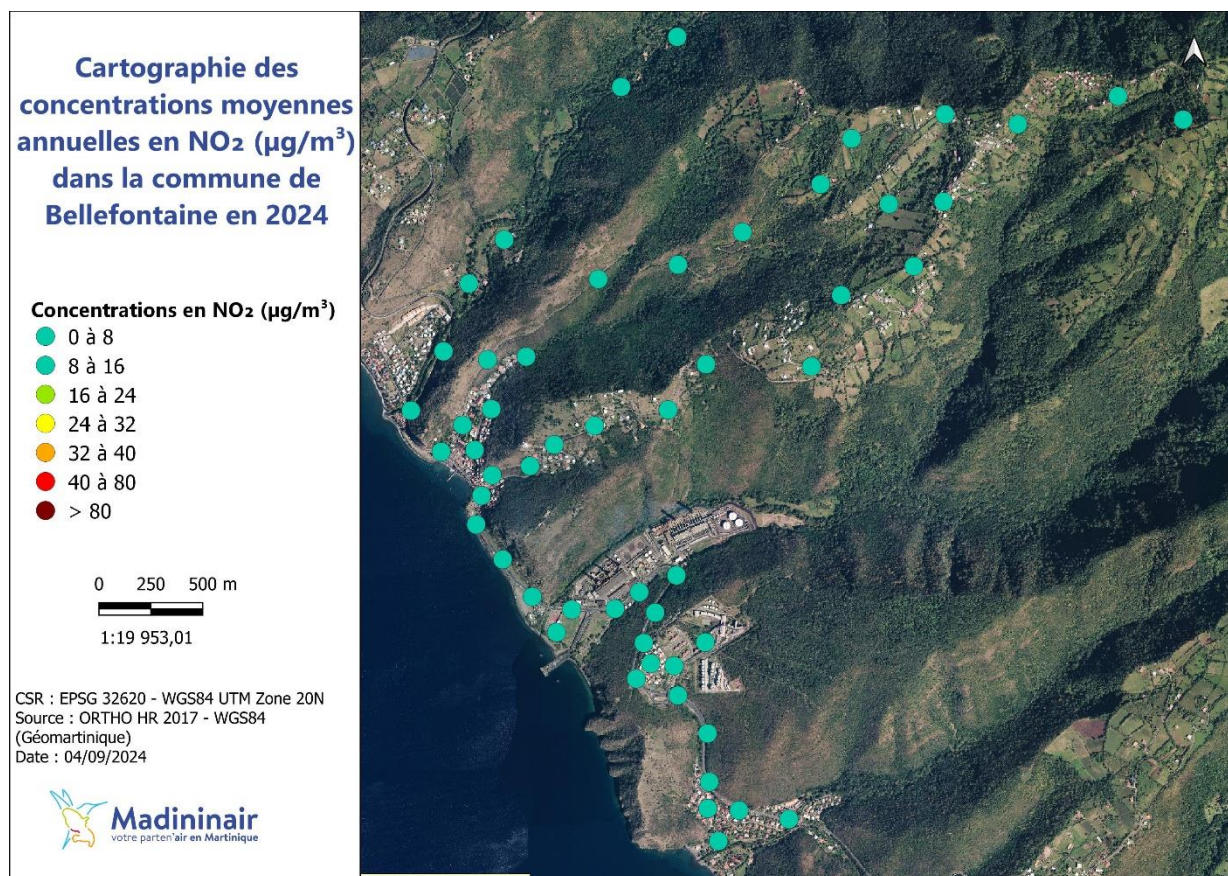 Cartographie des
concentrations moyennes
annuelles en NO₂ (µg/m³)
dans la commune de
Bellefontaine en 2024
Concentrations en NO₂ (µg/m³)
0 à 8
8 à 16
16 à 24
24 à 32
32 à 40
40 à 80
> 80
0 250 500 m
1:19 953,01
CSR : EPSG 32620 - WGS84 UTM Zone 20N
Source : ORTHO HR 2017 - WGS84
(Géomartinique)
Date : 04/09/2024
Madininair
votre parten'air en Martinique